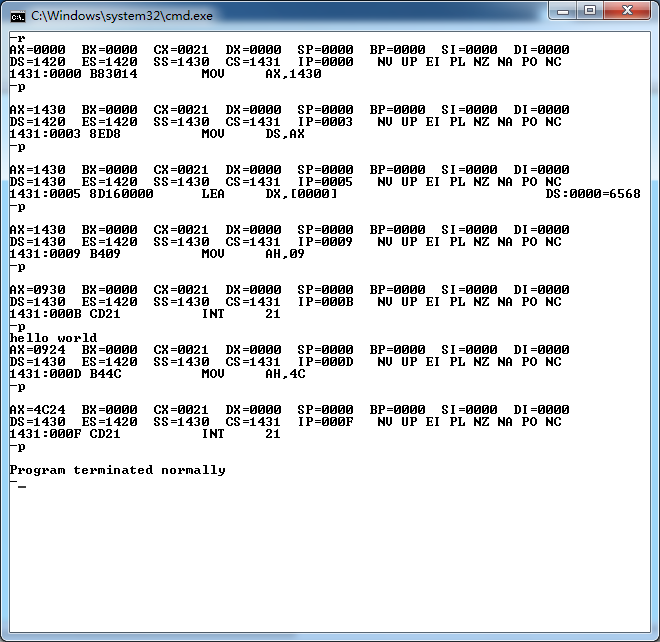 C:\Windows\system32\cmd.exe
-r
AX=0000  BX=0000  CX=0021  DX=0000  SP=0000  BP=0000  SI=0000  DI=0000
DS=1420  ES=1420  SS=1430  CS=1431  IP=0000   NV UP EI PL NZ NA PO NC
1431:0000 B83014        MOV     AX,1430
-p
AX=1430  BX=0000  CX=0021  DX=0000  SP=0000  BP=0000  SI=0000  DI=0000
DS=1420  ES=1420  SS=1430  CS=1431  IP=0003   NV UP EI PL NZ NA PO NC
1431:0003 8ED8          MOV     DS,AX
-p
AX=1430  BX=0000  CX=0021  DX=0000  SP=0000  BP=0000  SI=0000  DI=0000
DS=1430  ES=1420  SS=1430  CS=1431  IP=0005   NV UP EI PL NZ NA PO NC
1431:0005 8D160000      LEA     DX,[0000]                          DS:0000=6568
-p
AX=1430  BX=0000  CX=0021  DX=0000  SP=0000  BP=0000  SI=0000  DI=0000
DS=1430  ES=1420  SS=1430  CS=1431  IP=0009   NV UP EI PL NZ NA PO NC
1431:0009 B409          MOV     AH,09
-p
AX=0930  BX=0000  CX=0021  DX=0000  SP=0000  BP=0000  SI=0000  DI=0000
DS=1430  ES=1420  SS=1430  CS=1431  IP=000B   NV UP EI PL NZ NA PO NC
1431:000B CD21          INT     21
-p
hello world
AX=0924  BX=0000  CX=0021  DX=0000  SP=0000  BP=0000  SI=0000  DI=0000
DS=1430  ES=1420  SS=1430  CS=1431  IP=000D   NV UP EI PL NZ NA PO NC
1431:000D B44C          MOV     AH,4C
-p
AX=4C24  BX=0000  CX=0021  DX=0000  SP=0000  BP=0000  SI=0000  DI=0000
DS=1430  ES=1420  SS=1430  CS=1431  IP=000F   NV UP EI PL NZ NA PO NC
1431:000F CD21          INT     21
-p
Program terminated normally
-_